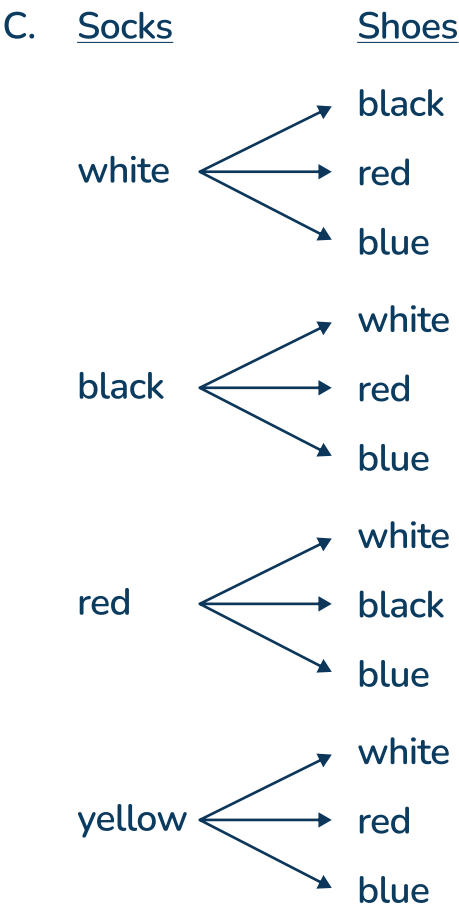 C. Socks Shoes
black
white red
blue
white
black red
blue
white
red black
blue
white
yellow red
blue